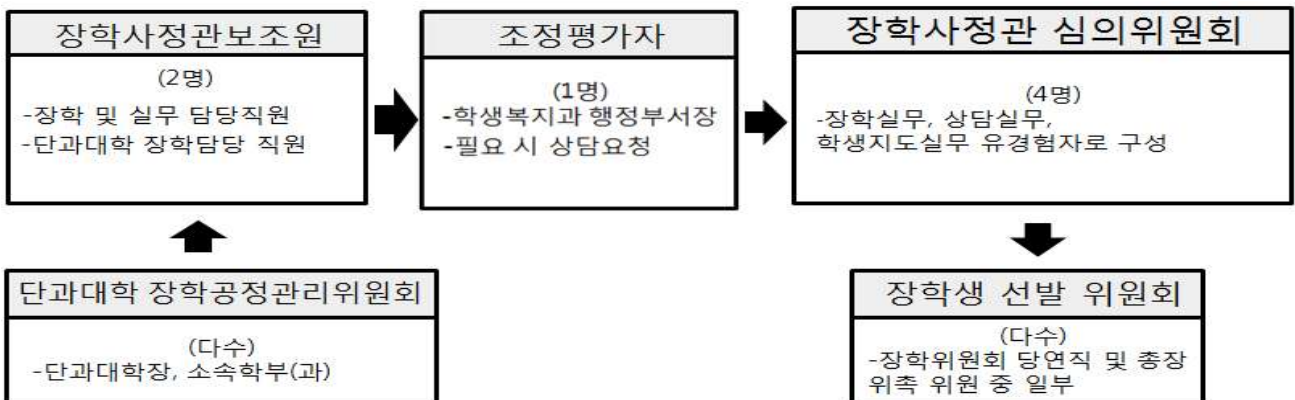 장학사정관보조원
(2명)
-장학 및 실무 담당직원
-단과대학 장학담당 직원
조정평가자
(1명)
-학생복지과 행정부서장
-필요 시 상담요청
장학사정관 심의위원회
(4명)
-장학실무, 상담실무,
학생지도실무 유경험자로 구성
단과대학 장학공정관리위원회
(다수)
-단과대학장, 소속학부(과)
장학생 선발 위원회
(다수)
-장학위원회 당연직 및 총장
위촉 위원 중 일부